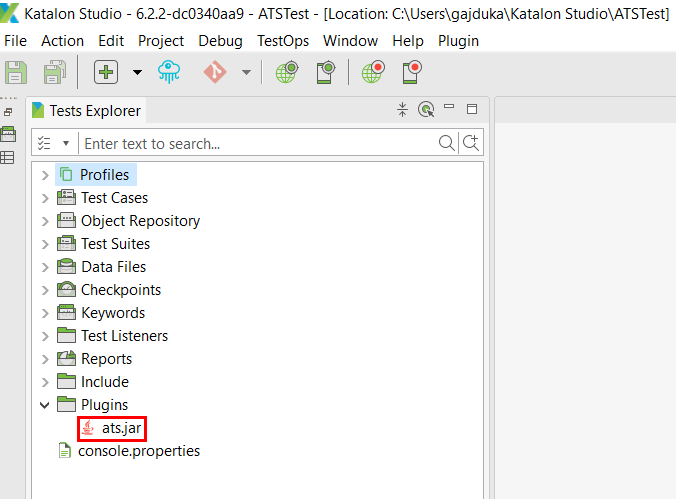 Katalon Studio - 6.2.2-dc0340aa9 - ATSTest - [Location: C:\Users\gajduka\Katalon Studio\ATSTest]
File Action Edit Project Debug TestOps Window Help Plugin
Tests Explorer
Enter text to search...
Profiles
Test Cases
Object Repository
Test Suites
Data Files
Checkpoints
Keywords
Test Listeners
Reports
Include
Plugins
ats.jar
console.properties